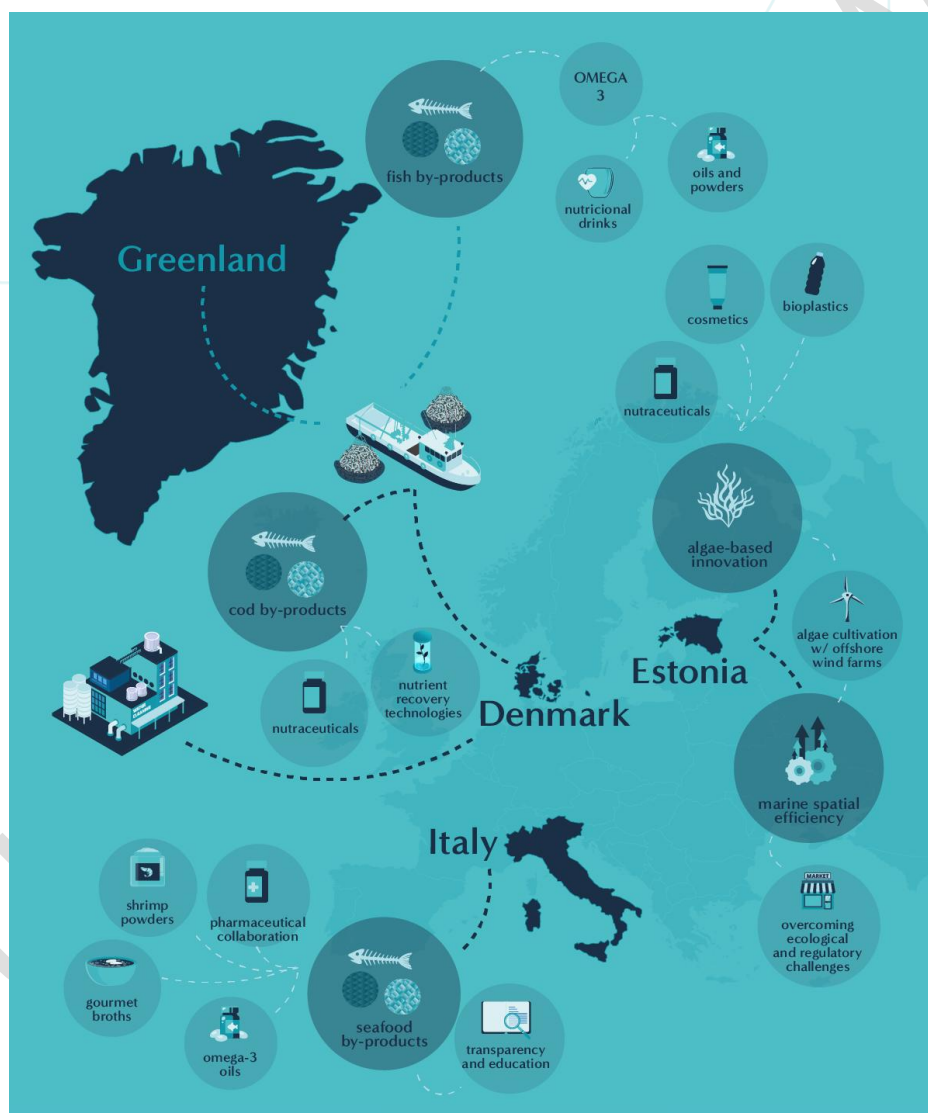 OMEGA
3
fish by-products
oils and
powders
nutricional
drinks
Greenland
cosmetics
bioplastics
nutraceuticals
algae-based
innovation
cod by-products
algae cultivation
w/ offshore
wind farms
Estonia
nutrient
recovery
technologies
nutraceuticals
Denmark
marine spatial
efficiency
Italy
MARKET
shrimp
powders
pharmaceutical
collaboration
overcoming
ecological
and regulatory
challenges
gourmet
broths
seafood
by-products
omega-3
oils
transparency
and education